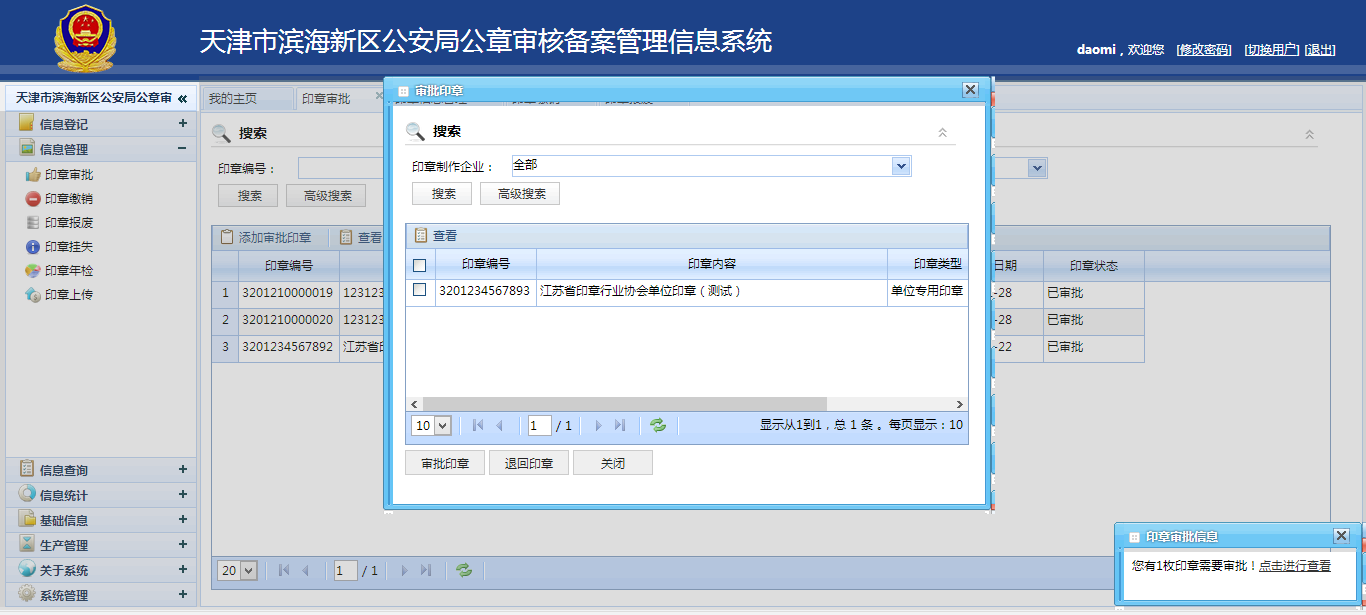 天津市滨海新区公安局公章审核备案管理信息系统
daomi，欢迎您 [修改密码] [切换用户] [退出]
天津市滨海新区公安局公章审 «
信息登记 +
信息管理 −
印章审批
印章缴销
印章报废
印章挂失
印章年检
印章上传
信息查询 +
信息统计 +
基础信息 +
生产管理 +
关于系统 +
系统管理 +
我的主页 印章审批
搜索
印章编号：
搜索 高级搜索
添加审批印章 查看
印章编号 日期 印章状态
1 3201210000019 12312 -28 已审批
2 3201210000020 12312 -28 已审批
3 3201234567892 江苏省 -22 已审批
20 1 / 1
审批印章
搜索
印章制作企业： 全部
搜索 高级搜索
查看
印章编号 印章内容 印章类型
3201234567893 江苏省印章行业协会单位印章（测试） 单位专用印章
10 1 / 1 显示从1到1，总 1 条 。每页显示：10
审批印章 退回印章 关闭
印章审批信息
您有1枚印章需要审批！点击进行查看